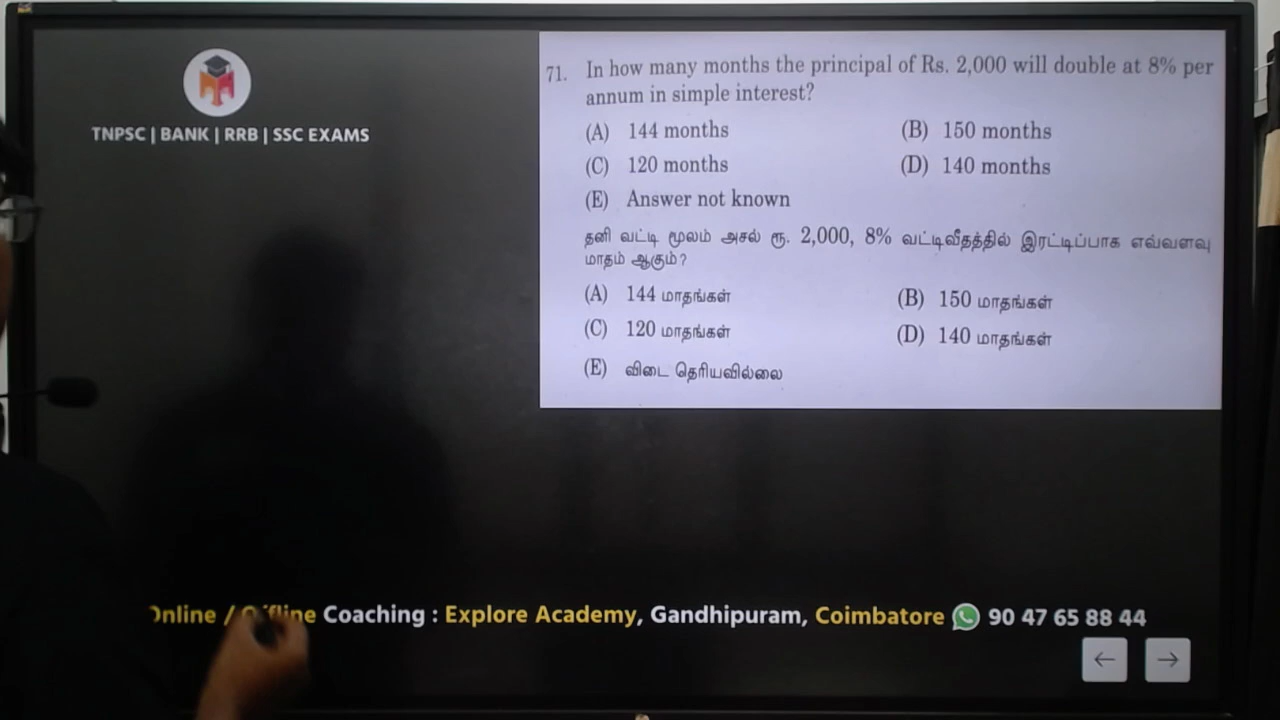 TNPSC | BANK | RRB | SSC EXAMS
71. In how many months the principal of Rs. 2,000 will double at 8% per
annum in simple interest?
(A) 144 months (B) 150 months
(C) 120 months (D) 140 months
(E) Answer not known
தனி வட்டி மூலம் அசல் ரூ. 2,000, 8% வட்டிவீதத்தில் இரட்டிப்பாக எவ்வளவு
மாதம் ஆகும்?
(A) 144 மாதங்கள் (B) 150 மாதங்கள்
(C) 120 மாதங்கள் (D) 140 மாதங்கள்
(E) விடை தெரியவில்லை
Online / Offline Coaching : Explore Academy, Gandhipuram, Coimbatore 90 47 65 88 44